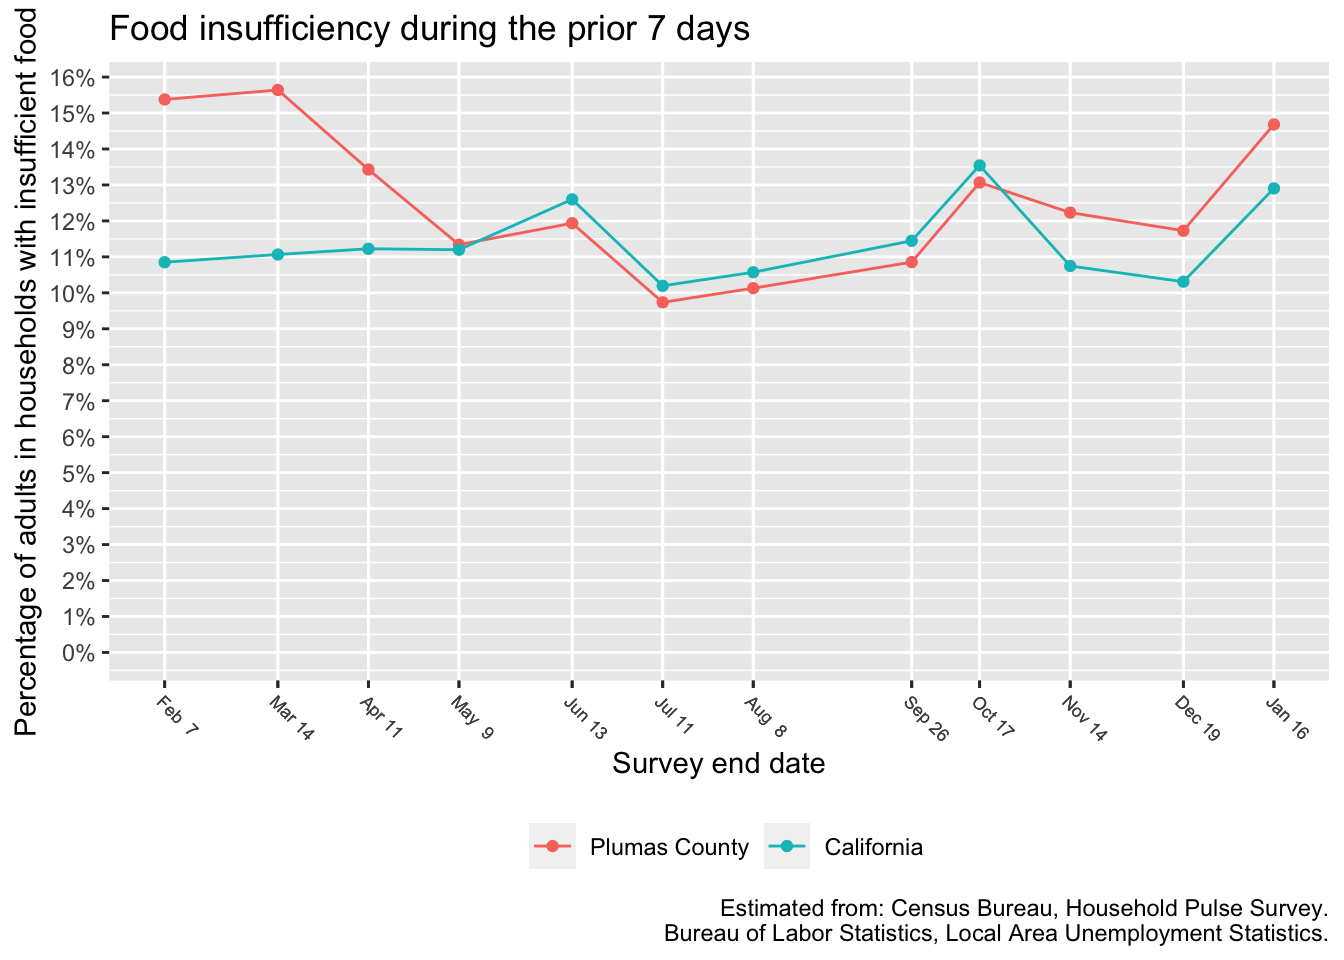 Food insufficiency during the prior 7 days
Percentage of adults in households with insufficient food
16%
15%
14%
13%
12%
11%
10%
9%
8%
7%
6%
5%
4%
3%
2%
1%
0%
Feb 7
Mar 14
Apr 11
May 9
Jun 13
Jul 11
Aug 8
Sep 26
Oct 17
Nov 14
Dec 19
Jan 16
Survey end date
Plumas County
California
Estimated from: Census Bureau, Household Pulse Survey.
Bureau of Labor Statistics, Local Area Unemployment Statistics.